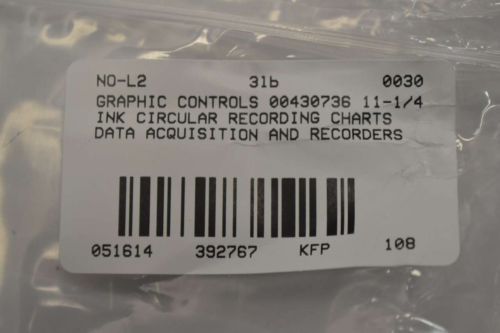 NO-L2 3lb 0030
GRAPHIC CONTROLS 00430736 11-1/4
INK CIRCULAR RECORDING CHARTS
DATA ACQUISITION AND RECORDERS
051614 392767 KFP 108